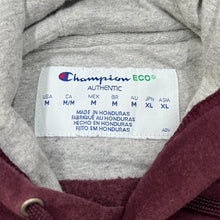 Champion ECO
AUTHENTIC
USA CAN MEX BR AU JPN ASIA
M M/M M M M XL XL
MADE IN HONDURAS
FABRIQUÉ AU HONDURAS
HECHO EN HONDURAS
FEITO EM HONDURAS